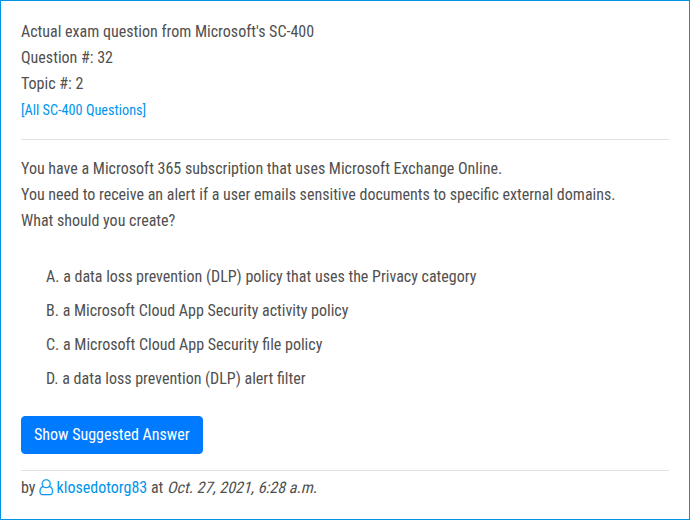 Actual exam question from Microsoft's SC-400
Question #: 32
Topic #: 2
[All SC-400 Questions]
You have a Microsoft 365 subscription that uses Microsoft Exchange Online.
You need to receive an alert if a user emails sensitive documents to specific external domains.
What should you create?
A. a data loss prevention (DLP) policy that uses the Privacy category
B. a Microsoft Cloud App Security activity policy
C. a Microsoft Cloud App Security file policy
D. a data loss prevention (DLP) alert filter
Show Suggested Answer
by klosedotorg83 at Oct. 27, 2021, 6:28 a.m.